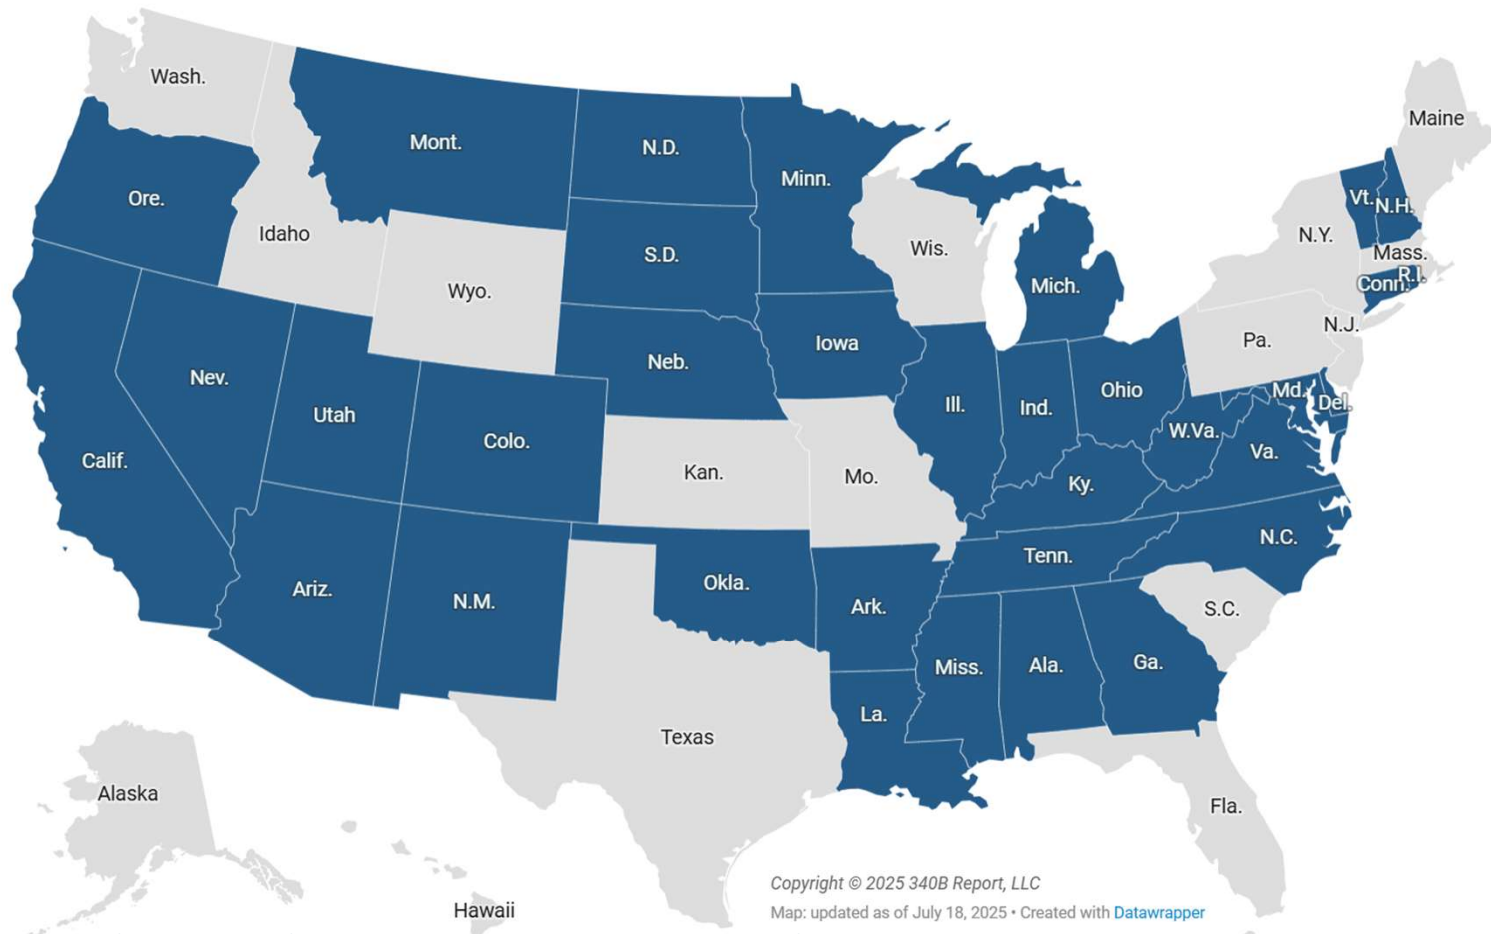 Wash.
Maine
Mont.
N.D.
Minn.
Ore.
Vt.
N.H.
Idaho
N.Y.
Wis.
S.D.
Mass.
R.I.
Conn.
Mich.
Wyo.
N.J.
Pa.
Iowa
Neb.
Nev.
Ohio
Md.
Del.
Ill.
Ind.
Utah
W.Va.
Colo.
Va.
Calif.
Kan.
Mo.
Ky.
N.C.
Tenn.
Okla.
Ariz.
N.M.
Ark.
S.C.
Miss.
Ala.
Ga.
La.
Texas
Alaska
Fla.
Hawaii
Copyright © 2025 340B Report, LLC
Map: updated as of July 18, 2025 • Created with Datawrapper